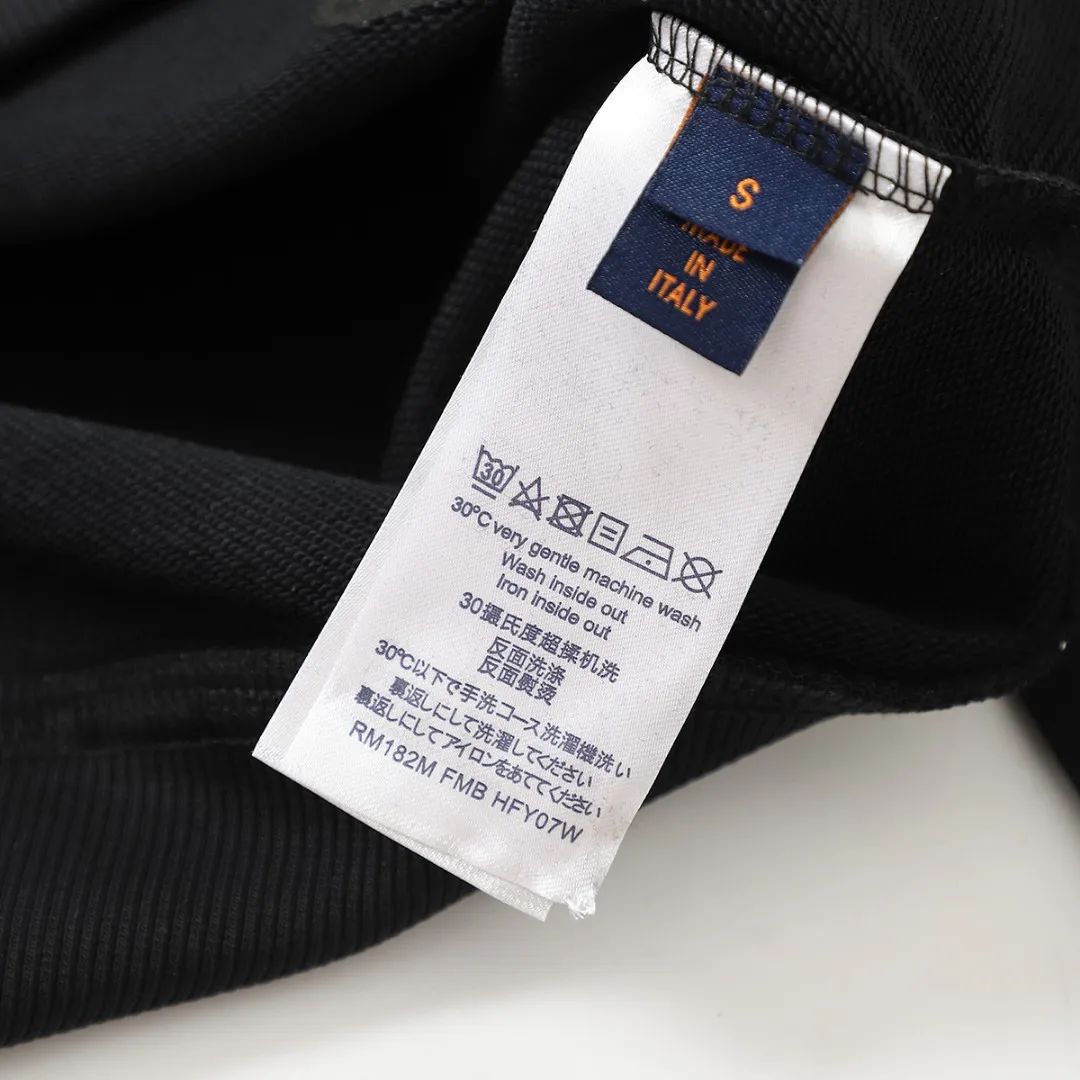 S
MADE
IN
ITALY
30
30°C very gentle machine wash
Wash inside out
Iron inside out
30摄氏度超揉机洗
反面洗涤
反面熨烫
30℃以下で手洗コース洗濯機洗い
裏返しにして洗濯してください
裏返しにしてアイロンをあててください
RM182M FMB HFY07W